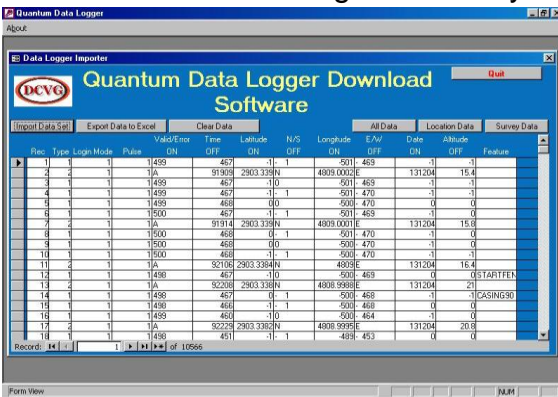 Quantum Data Logger
About
Data Logger Importer
DCVG
Quantum Data Logger Download
Software
Quit
Import Data Set Export Data to Excel Clear Data All Data Location Data Survey Data
Valid/Error Time Latitude N/S Longitude E/W Date Altitude
Rec Type Login Mode Pulse ON OFF ON OFF ON OFF ON OFF Feature
1 1 1 1 499 467 -1 - 1 -501 - 469 -1 -1
2 2 1 1 A 91909 2903.339 N 4809.0002 E 131204 15.4
3 1 1 1 499 467 -1 0 -501 - 469 -1 -1
4 1 1 1 499 467 -1 - 1 -501 - 470 -1 -1
5 1 1 1 499 468 0 0 -500 - 470 0 0
6 1 1 1 500 467 -1 - 1 -501 - 469 -1 0
7 2 1 1 A 91914 2903.339 N 4809.0001 E 131204 15.8
8 1 1 1 500 468 0 - 1 -500 - 470 -1 0
9 1 1 1 500 468 0 0 -500 - 470 0 0
10 1 1 1 500 468 -1 - 1 -500 - 470 -1 -1
11 2 1 1 A 92106 2903.3384 N 4809 E 131204 16.4
12 1 1 1 498 467 -1 0 -500 - 469 0 0 STARTFEN
13 2 1 1 A 92208 2903.338 N 4808.9988 E 131204 21
14 1 1 1 498 467 0 - 1 -500 - 468 -1 -1 CASING90
15 1 1 1 498 466 -1 - 1 -500 - 468 0 0
16 1 1 1 499 460 -1 0 -500 - 464 -1 0
17 2 1 1 A 92229 2903.3382 N 4808.9995 E 131204 20.8
18 1 1 1 498 451 -1 - 1 -489 - 453 0 0
Record: 1 of 10566
Form View NUM